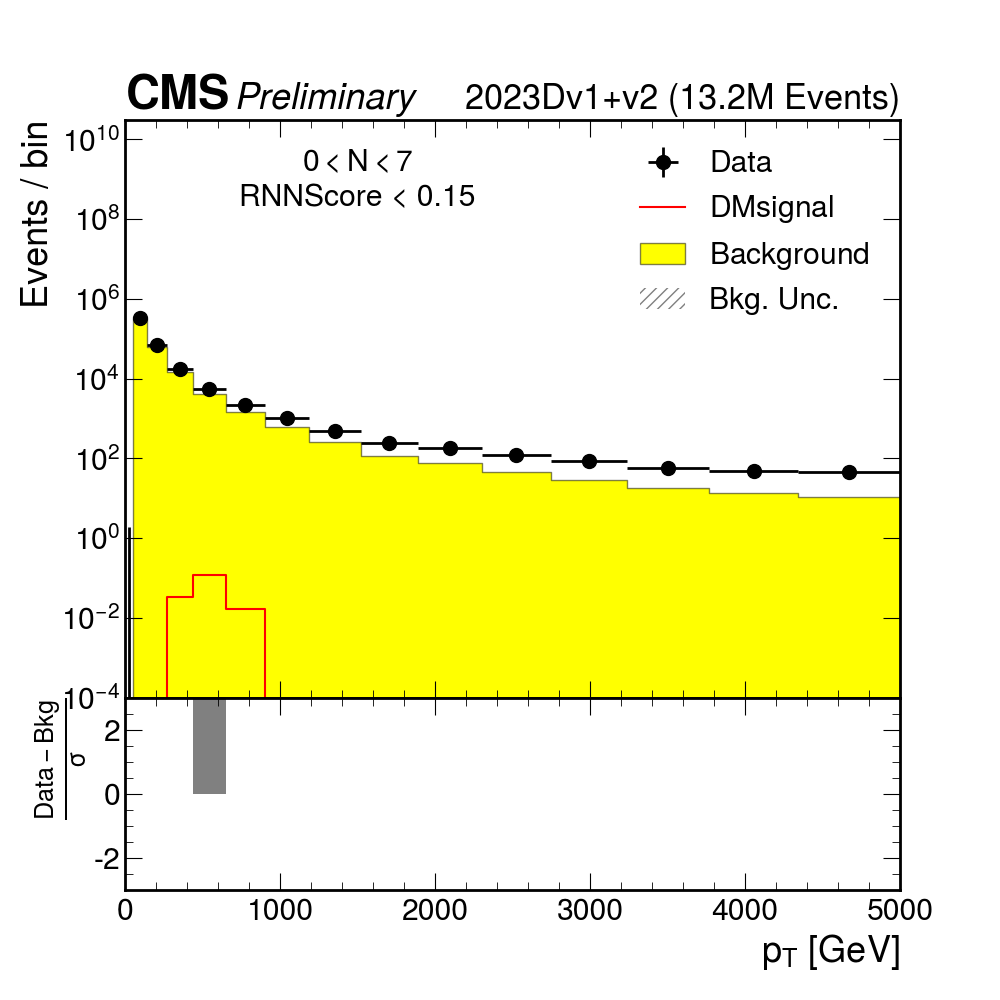 CMS Preliminary 2023Dv1+v2 (13.2M Events)
Events / bin
10^10
10^8
10^6
10^4
10^2
10^0
10^−2
10^−4
0 < N < 7
RNNScore < 0.15
Data
DMsignal
Background
Bkg. Unc.
Data − Bkg
σ
2
0
-2
0 1000 2000 3000 4000 5000
p_T [GeV]